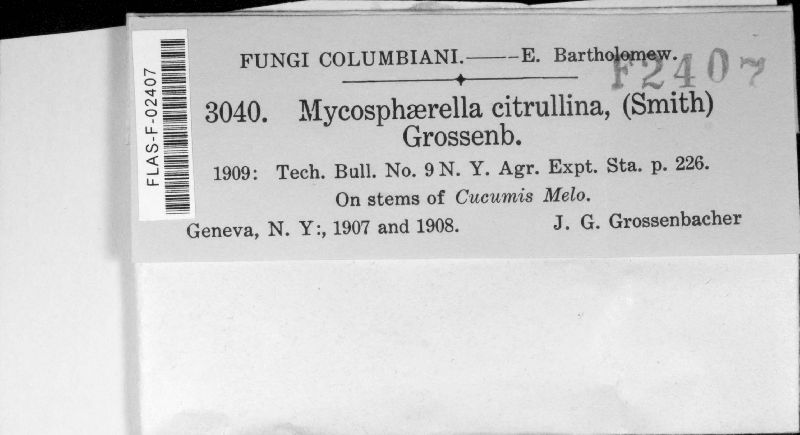 FUNGI COLUMBIANI.——E. Bartholomew.
F2407
3040. Mycosphærella citrullina, (Smith)
Grossenb.
1909: Tech. Bull. No. 9 N. Y. Agr. Expt. Sta. p. 226.
On stems of Cucumis Melo.
Geneva, N. Y:, 1907 and 1908. J. G. Grossenbacher
FLAS-F-02407